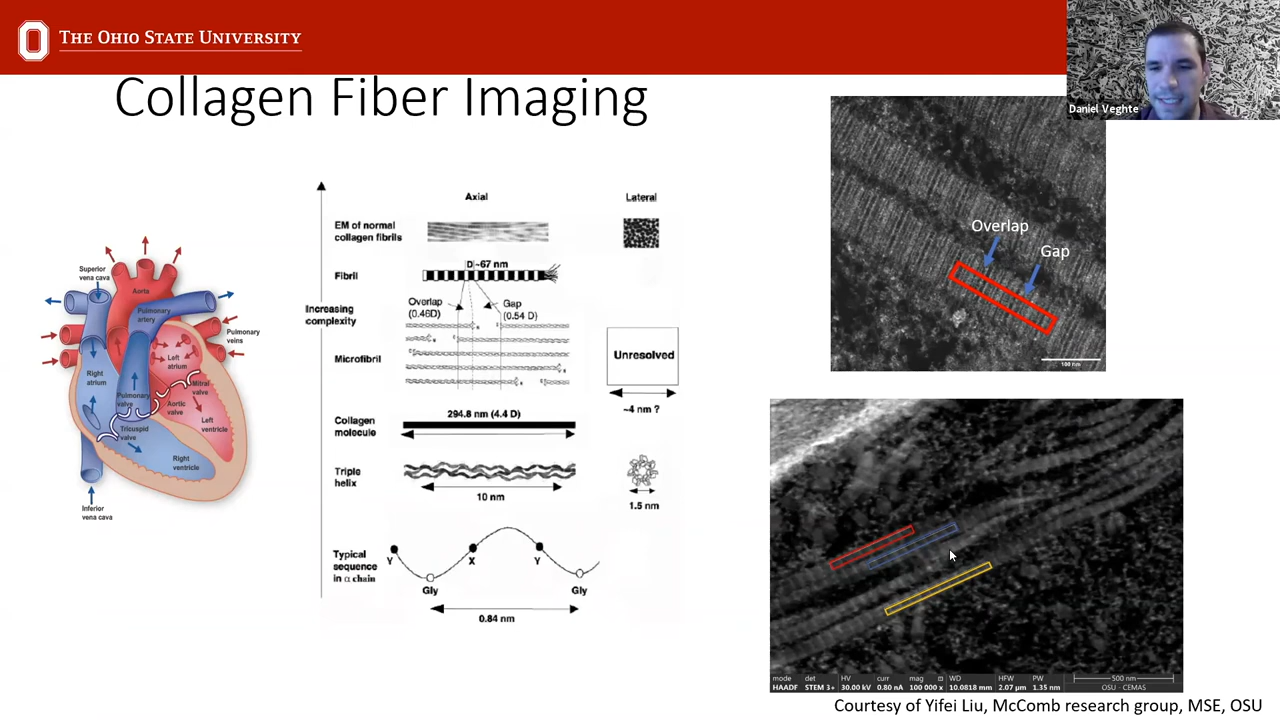 THE OHIO STATE UNIVERSITY
Daniel Veghte
Collagen Fiber Imaging
Superior
vena cava
Aorta
Pulmonary
artery
Pulmonary
veins
Left
atrium
Right
atrium
Mitral
valve
Pulmonary
valve
Aortic
valve
Left
ventricle
Tricuspid
valve
Right
ventricle
Inferior
vena cava
Axial
Lateral
EM of normal
collagen fibrils
D ~67 nm
Fibril
Increasing
complexity
Overlap
(0.46D)
Gap
(0.54 D)
Microfibril
Unresolved
~4 nm ?
294.8 nm (4.4 D)
Collagen
molecule
Triple
helix
10 nm
1.5 nm
Typical
sequence
in α chain
Y
X
Y
Gly
Gly
0.84 nm
Overlap
Gap
100 nm
mode det HV curr mag WD HFW PW
HAADF STEM 3+ 30.00 kV 0.80 nA 100 000 x 10.0818 mm 2.07 µm 1.35 nm
500 nm
OSU - CEMAS
Courtesy of Yifei Liu, McComb research group, MSE, OSU